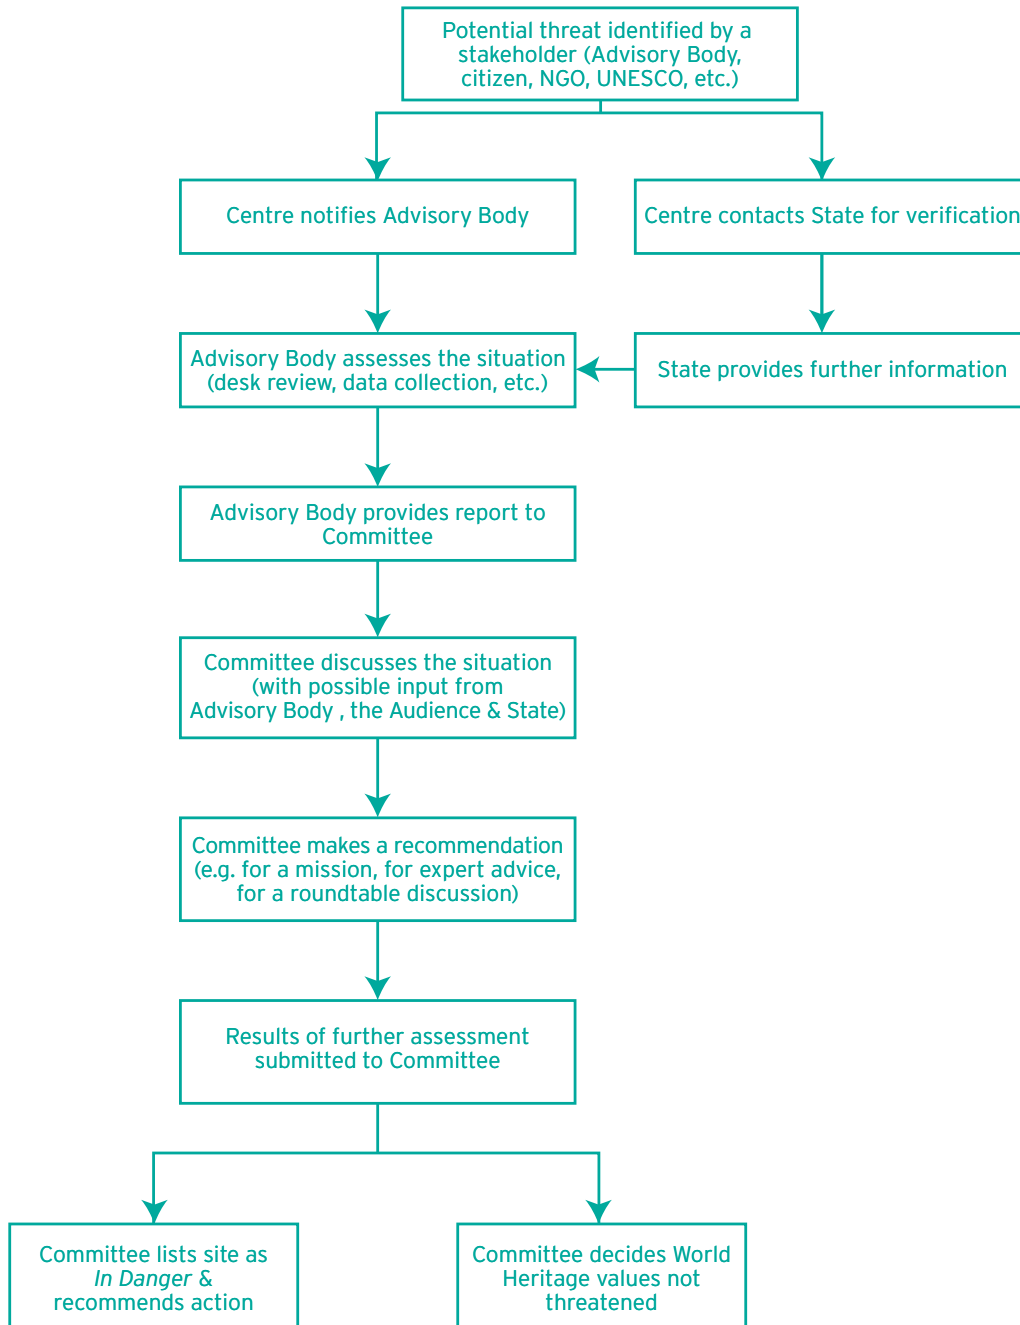 Potential threat identified by a
stakeholder (Advisory Body,
citizen, NGO, UNESCO, etc.)
Centre notifies Advisory Body
Centre contacts State for verification
Advisory Body assesses the situation
(desk review, data collection, etc.)
State provides further information
Advisory Body provides report to
Committee
Committee discusses the situation
(with possible input from
Advisory Body , the Audience & State)
Committee makes a recommendation
(e.g. for a mission, for expert advice,
for a roundtable discussion)
Results of further assessment
submitted to Committee
Committee lists site as
In Danger &
recommends action
Committee decides World
Heritage values not
threatened